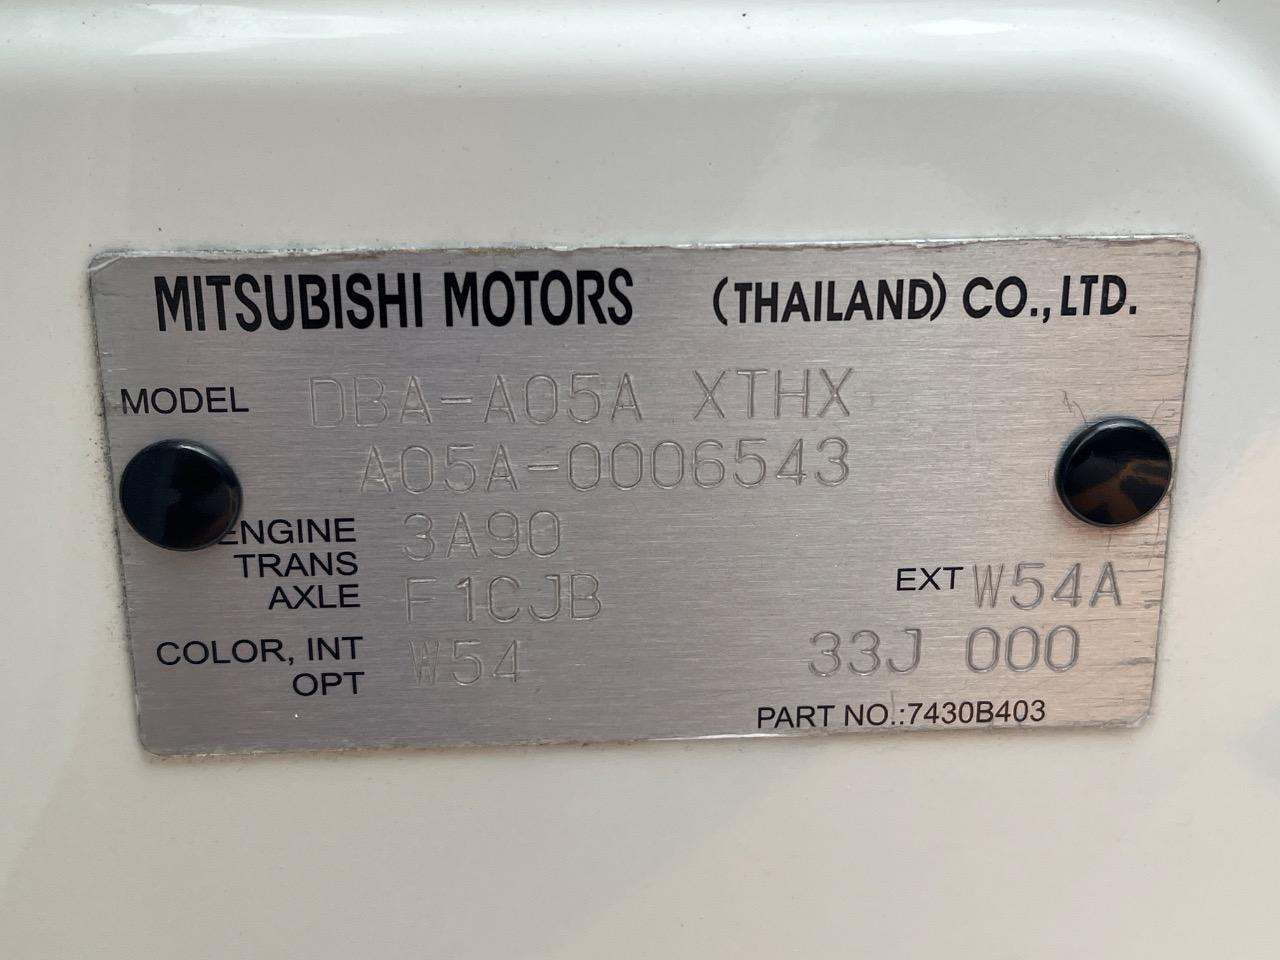 MITSUBISHI MOTORS (THAILAND) CO., LTD.
MODEL DBA-A05A XTHX
A05A-0006543
ENGINE 3A90
TRANS
AXLE F1CJB
EXT W54A
COLOR, INT
OPT W54 33J 000
PART NO.:7430B403